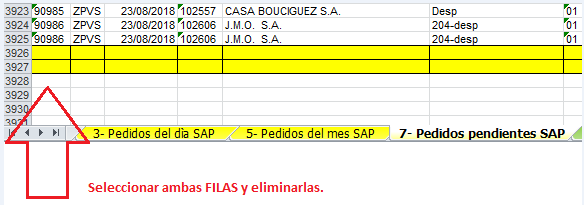 3923 90985 ZPVS 23/08/2018 102557 CASA BOUCIGUEZ S.A. Desp 01
3924 90986 ZPVS 23/08/2018 102606 J.M.O. S.A. 204-desp 01
3925 90986 ZPVS 23/08/2018 102606 J.M.O. S.A. 204-desp 01
3926
3927
3928
3929
3930
3- Pedidos del dia SAP 5- Pedidos del mes SAP 7- Pedidos pendientes SAP
Seleccionar ambas FILAS y eliminarlas.